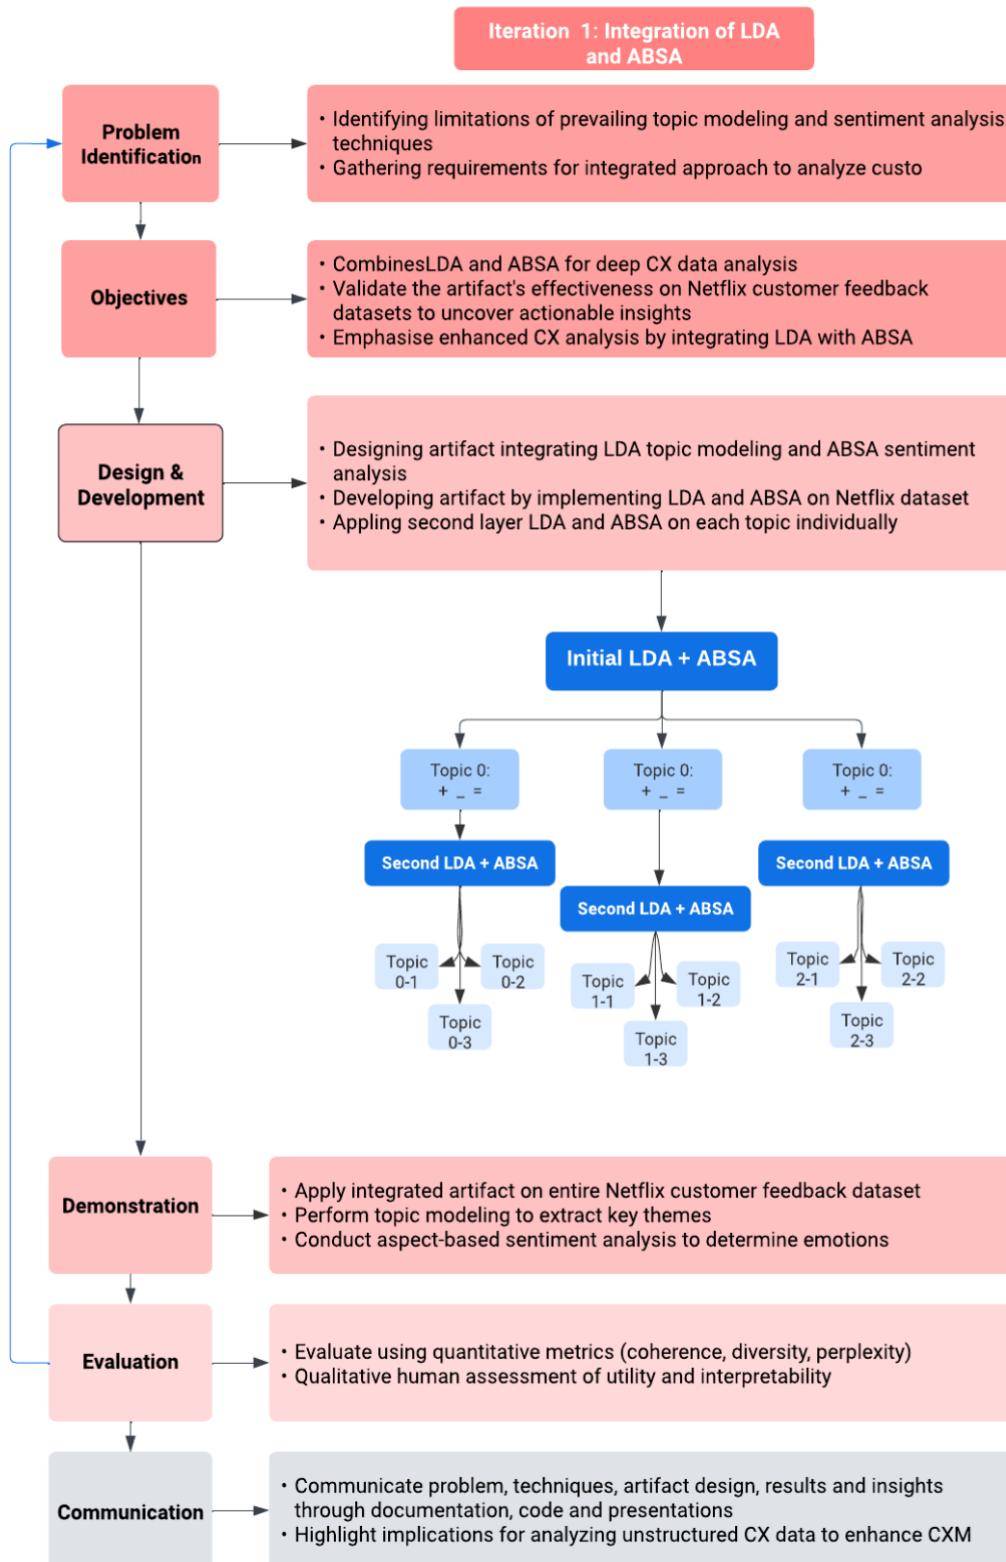 Iteration 1: Integration of LDA
and ABSA
Problem
Identification
• Identifying limitations of prevailing topic modeling and sentiment analysis
techniques
• Gathering requirements for integrated approach to analyze custo
Objectives
• CombinesLDA and ABSA for deep CX data analysis
• Validate the artifact's effectiveness on Netflix customer feedback
datasets to uncover actionable insights
• Emphasise enhanced CX analysis by integrating LDA with ABSA
Design &
Development
• Designing artifact integrating LDA topic modeling and ABSA sentiment
analysis
• Developing artifact by implementing LDA and ABSA on Netflix dataset
• Appling second layer LDA and ABSA on each topic individually
Initial LDA + ABSA
Topic 0:
+ _ =
Topic 0:
+ _ =
Topic 0:
+ _ =
Second LDA + ABSA
Second LDA + ABSA
Second LDA + ABSA
Topic
0-1
Topic
0-2
Topic
0-3
Topic
1-1
Topic
1-2
Topic
1-3
Topic
2-1
Topic
2-2
Topic
2-3
Demonstration
• Apply integrated artifact on entire Netflix customer feedback dataset
• Perform topic modeling to extract key themes
• Conduct aspect-based sentiment analysis to determine emotions
Evaluation
• Evaluate using quantitative metrics (coherence, diversity, perplexity)
• Qualitative human assessment of utility and interpretability
Communication
• Communicate problem, techniques, artifact design, results and insights
through documentation, code and presentations
• Highlight implications for analyzing unstructured CX data to enhance CXM